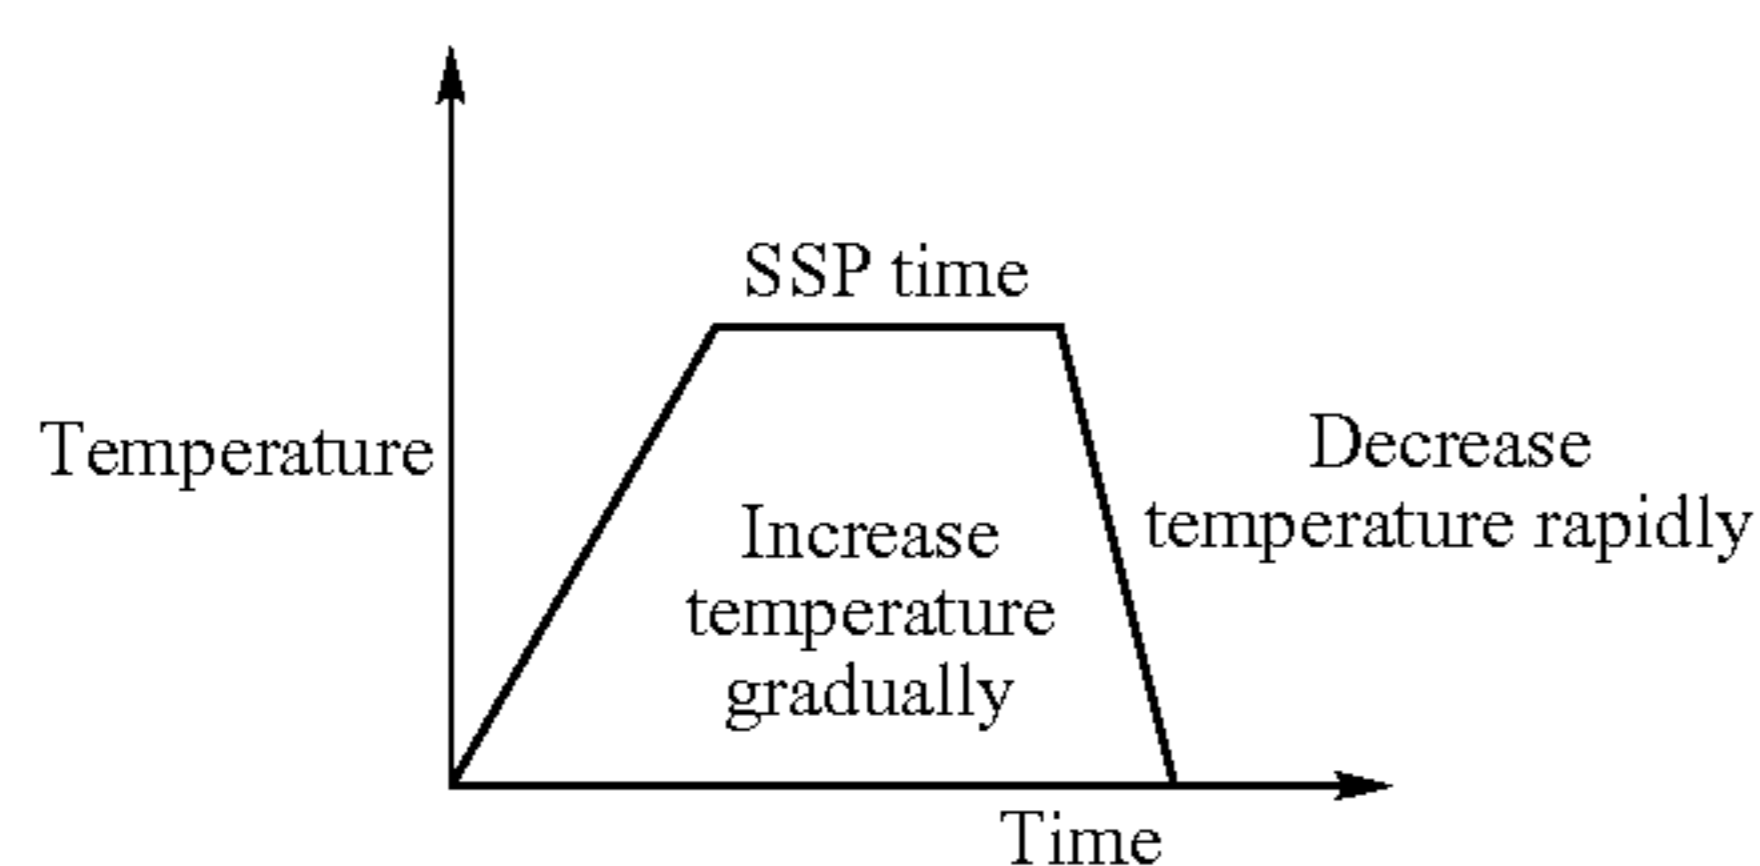 SSP time
Temperature
Increase
temperature
gradually
Decrease
temperature rapidly
Time